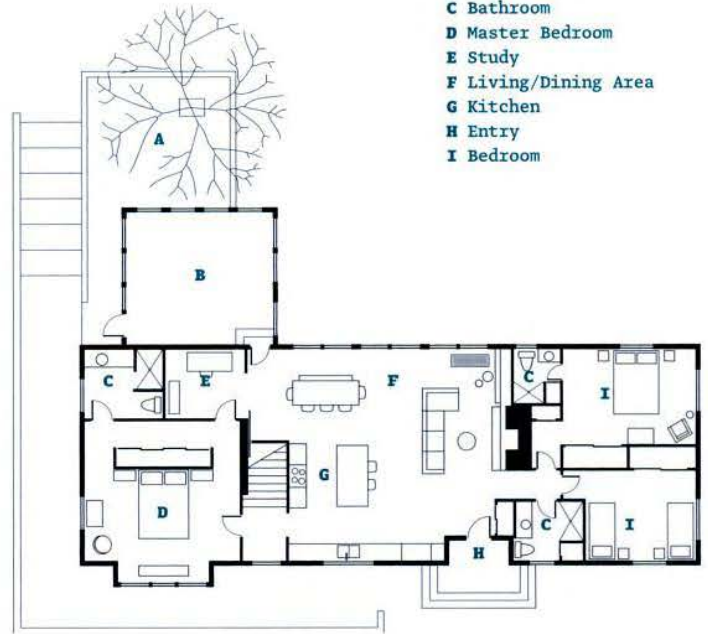 C Bathroom
D Master Bedroom
E Study
F Living/Dining Area
G Kitchen
H Entry
I Bedroom
A
B
C
E
F
C
I
G
D
C
I
H